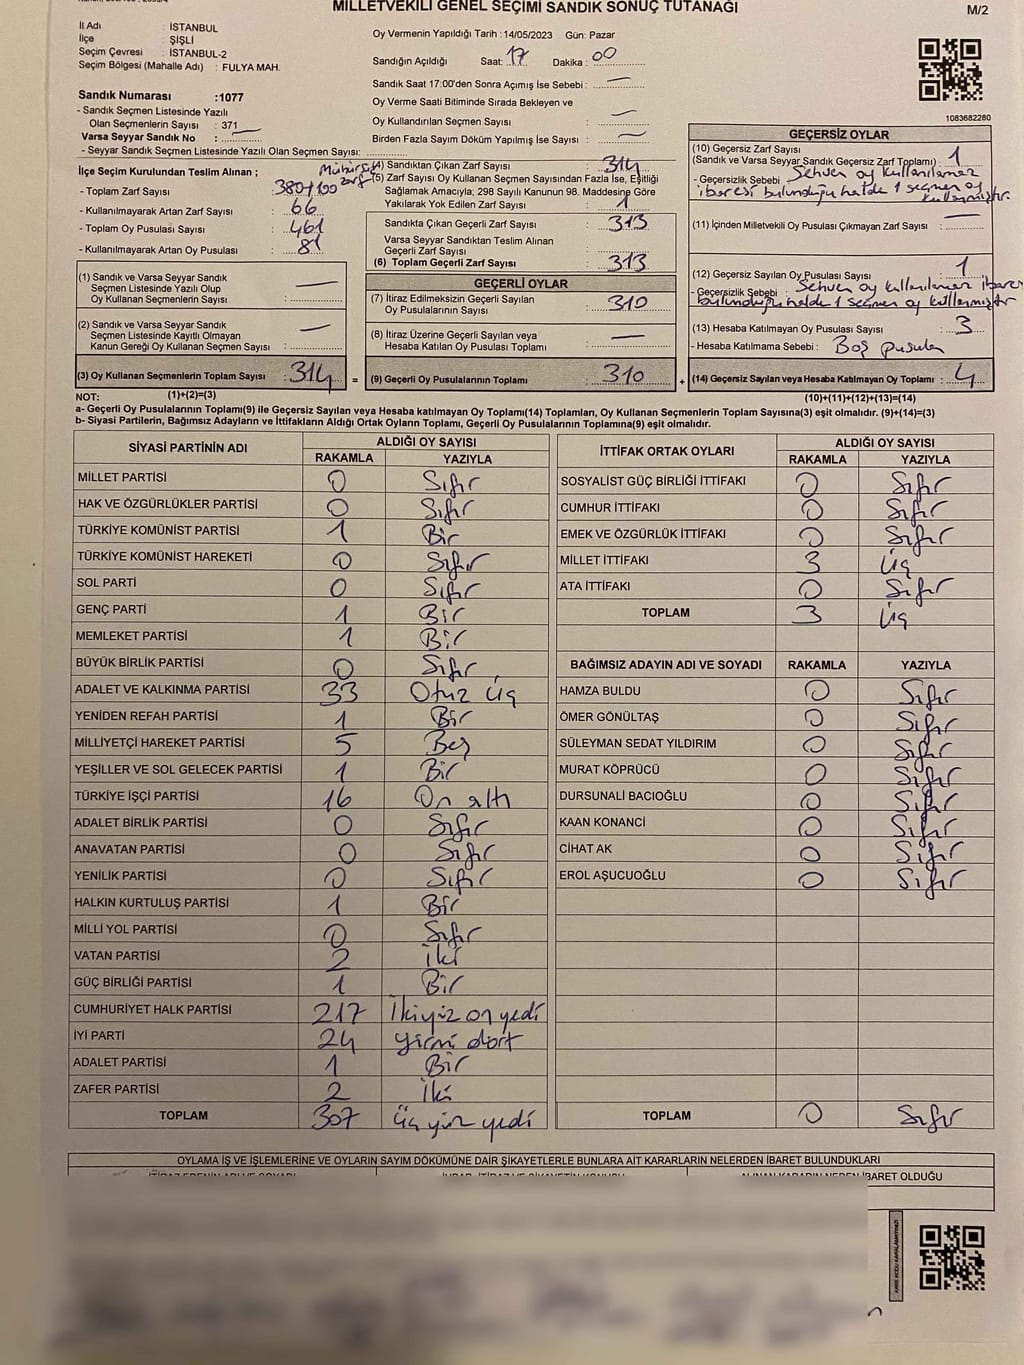 MİLLETVEKİLİ GENEL SEÇİMİ SANDIK SONUÇ TUTANAĞI
M/2
İl Adı : İSTANBUL
İlçe : ŞİŞLİ
Seçim Çevresi : İSTANBUL-2
Seçim Bölgesi (Mahalle Adı) : FULYA MAH.
Sandık Numarası :1077
- Sandık Seçmen Listesinde Yazılı
Olan Seçmenlerin Sayısı : 371
Varsa Seyyar Sandık No :
- Seyyar Sandık Seçmen Listesinde Yazılı Olan Seçmen Sayısı:
Oy Vermenin Yapıldığı Tarih : 14/05/2023 Gün: Pazar
Sandığın Açıldığı Saat: 17 Dakika : 00
Sandık Saat 17:00'den Sonra Açımış İse Sebebi : —
Oy Verme Saati Bitiminde Sırada Bekleyen ve
Oy Kullandırılan Seçmen Sayısı : —
Birden Fazla Sayım Döküm Yapılmış İse Sayısı : —
1083682280
İlçe Seçim Kurulundan Teslim Alınan ;
- Toplam Zarf Sayısı : 380+100 zarf
- Kullanılmayarak Artan Zarf Sayısı : 66
- Toplam Oy Pusulası Sayısı : 461
- Kullanılmayarak Artan Oy Pusulası : 81
(4) Sandıktan Çıkan Zarf Sayısı : 314
(5) Zarf Sayısı Oy Kullanan Seçmen Sayısından Fazla İse, Eşitliği
Sağlamak Amacıyla; 298 Sayılı Kanunun 98. Maddesine Göre
Yakılarak Yok Edilen Zarf Sayısı : 1
Sandıkta Çıkan Geçerli Zarf Sayısı : 313
Varsa Seyyar Sandıktan Teslim Alınan
Geçerli Zarf Sayısı :
(6) Toplam Geçerli Zarf Sayısı : 313
GEÇERSİZ OYLAR
(10) Geçersiz Zarf Sayısı
(Sandık ve Varsa Seyyar Sandık Geçersiz Zarf Toplamı) : 1
- Geçersizlik Sebebi : Sehven oy kullanılamaz
ibaresi bulunduğu halde 1 seçmen oy
kullanmıştır.
(11) İçinden Milletvekili Oy Pusulası Çıkmayan Zarf Sayısı : —
(12) Geçersiz Sayılan Oy Pusulası Sayısı : 1
- Geçersizlik Sebebi : Sehven oy kullanılamaz ibaresi
bulunduğu halde 1 seçmen oy kullanmıştır
(13) Hesaba Katılmayan Oy Pusulası Sayısı : 3
- Hesaba Katılmama Sebebi : Boş pusula
(14) Geçersiz Sayılan veya Hesaba Katılmayan Oy Toplamı : 4
(1) Sandık ve Varsa Seyyar Sandık
Seçmen Listesinde Yazılı Olup
Oy Kullanan Seçmenlerin Sayısı : —
(2) Sandık ve Varsa Seyyar Sandık
Seçmen Listesinde Kayıtlı Olmayan
Kanun Gereği Oy Kullanan Seçmen Sayısı : —
(3) Oy Kullanan Seçmenlerin Toplam Sayısı : 314
=
GEÇERLİ OYLAR
(7) İtiraz Edilmeksizin Geçerli Sayılan
Oy Pusulalarının Sayısı : 310
(8) İtiraz Üzerine Geçerli Sayılan veya
Hesaba Katılan Oy Pusulası Toplamı : —
(9) Geçerli Oy Pusulalarının Toplamı : 310
+
NOT: (1)+(2)=(3) (10)+(11)+(12)+(13)=(14)
a- Geçerli Oy Pusulalarının Toplamı(9) ile Geçersiz Sayılan veya Hesaba katılmayan Oy Toplamı(14) Toplamları, Oy Kullanan Seçmenlerin Toplam Sayısına(3) eşit olmalıdır. (9)+(14)=(3)
b- Siyasi Partilerin, Bağımsız Adayların ve İttifakların Aldığı Ortak Oyların Toplamı, Geçerli Oy Pusulalarının Toplamına(9) eşit olmalıdır.
SİYASİ PARTİNİN ADI ALDIĞI OY SAYISI
RAKAMLA YAZIYLA
MİLLET PARTİSİ 0 Sıfır
HAK VE ÖZGÜRLÜKLER PARTİSİ 0 Sıfır
TÜRKİYE KOMÜNİST PARTİSİ 1 Bir
TÜRKİYE KOMÜNİST HAREKETİ 0 Sıfır
SOL PARTİ 0 Sıfır
GENÇ PARTİ 1 Bir
MEMLEKET PARTİSİ 1 Bir
BÜYÜK BİRLİK PARTİSİ 0 Sıfır
ADALET VE KALKINMA PARTİSİ 33 Otuz üç
YENİDEN REFAH PARTİSİ 1 Bir
MİLLİYETÇİ HAREKET PARTİSİ 5 Beş
YEŞİLLER VE SOL GELECEK PARTİSİ 1 Bir
TÜRKİYE İŞÇİ PARTİSİ 16 On altı
ADALET BİRLİK PARTİSİ 0 Sıfır
ANAVATAN PARTİSİ 0 Sıfır
YENİLİK PARTİSİ 0 Sıfır
HALKIN KURTULUŞ PARTİSİ 1 Bir
MİLLİ YOL PARTİSİ 0 Sıfır
VATAN PARTİSİ 2 İki
GÜÇ BİRLİĞİ PARTİSİ 1 Bir
CUMHURİYET HALK PARTİSİ 217 İkiyüz on yedi
İYİ PARTİ 24 yirmi dört
ADALET PARTİSİ 1 Bir
ZAFER PARTİSİ 2 İki
TOPLAM 307 üç yüz yedi
İTTİFAK ORTAK OYLARI ALDIĞI OY SAYISI
RAKAMLA YAZIYLA
SOSYALİST GÜÇ BİRLİĞİ İTTİFAKI 0 Sıfır
CUMHUR İTTİFAKI 0 Sıfır
EMEK VE ÖZGÜRLÜK İTTİFAKI 0 Sıfır
MİLLET İTTİFAKI 3 üç
ATA İTTİFAKI 0 Sıfır
TOPLAM 3 üç
BAĞIMSIZ ADAYIN ADI VE SOYADI RAKAMLA YAZIYLA
HAMZA BULDU 0 Sıfır
ÖMER GÖNÜLTAŞ 0 Sıfır
SÜLEYMAN SEDAT YILDIRIM 0 Sıfır
MURAT KÖPRÜCÜ 0 Sıfır
DURSUNALİ BACIOĞLU 0 Sıfır
KAAN KONANCİ 0 Sıfır
CİHAT AK 0 Sıfır
EROL AŞUCUOĞLU 0 Sıfır
TOPLAM 0 Sıfır
OYLAMA İŞ VE İŞLEMLERİNE VE OYLARIN SAYIM DÖKÜMÜNE DAİR ŞİKAYETLERLE BUNLARA AİT KARARLARIN NELERDEN İBARET BULUNDUKLARI
İBARET OLDUĞU